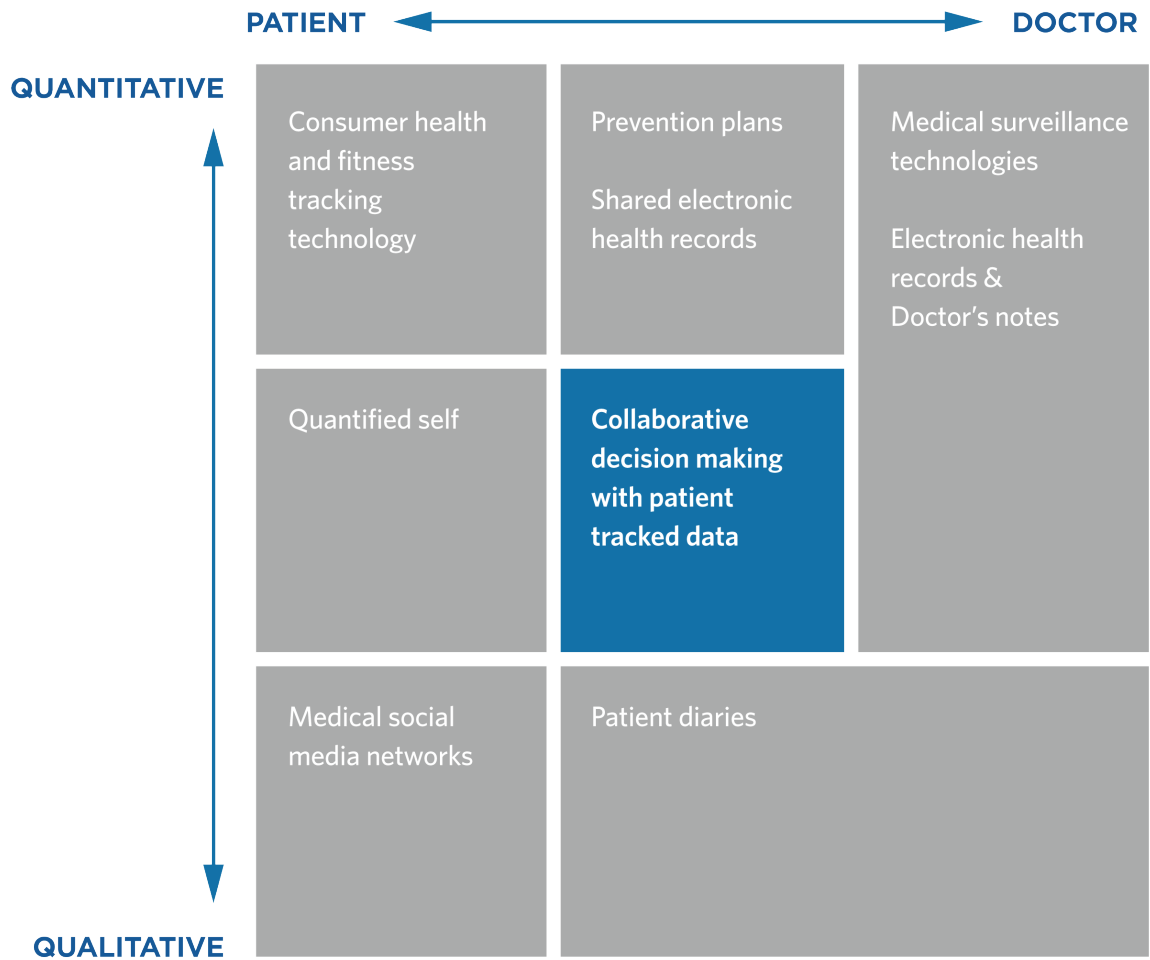 PATIENT
DOCTOR
QUANTITATIVE
Consumer health
and fitness
tracking
technology
Prevention plans
Shared electronic
health records
Medical surveillance
technologies
Electronic health
records &
Doctor’s notes
Quantified self
Collaborative
decision making
with patient
tracked data
Medical social
media networks
Patient diaries
QUALITATIVE